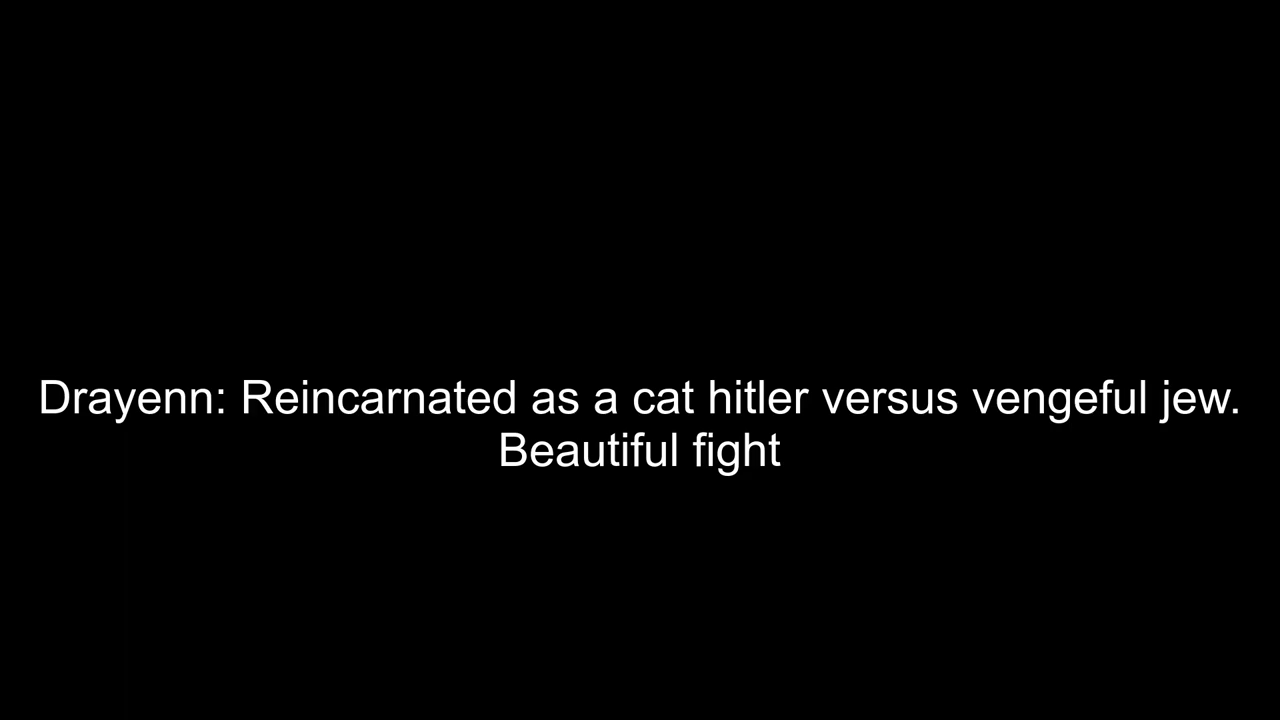 Drayenn: Reincarnated as a cat hitler versus vengeful jew.
Beautiful fight